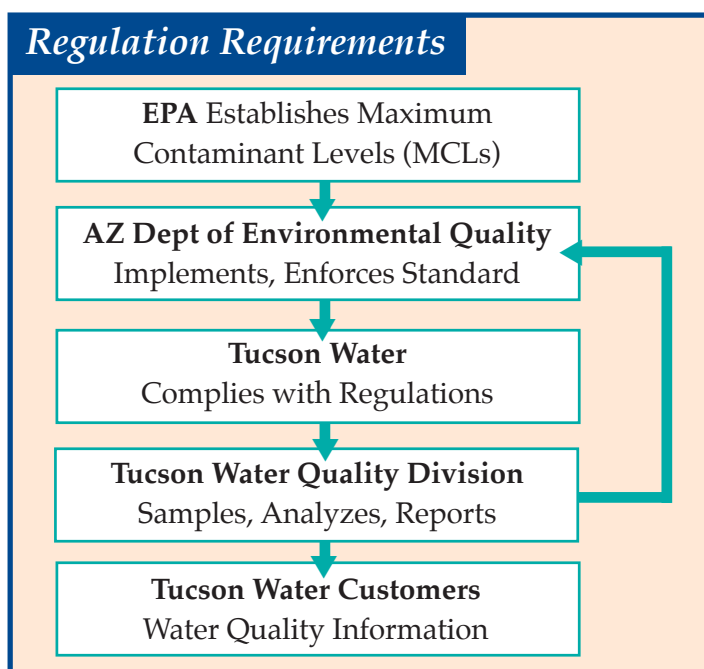 Regulation Requirements
EPA Establishes Maximum
Contaminant Levels (MCLs)
AZ Dept of Environmental Quality
Implements, Enforces Standard
Tucson Water
Complies with Regulations
Tucson Water Quality Division
Samples, Analyzes, Reports
Tucson Water Customers
Water Quality Information